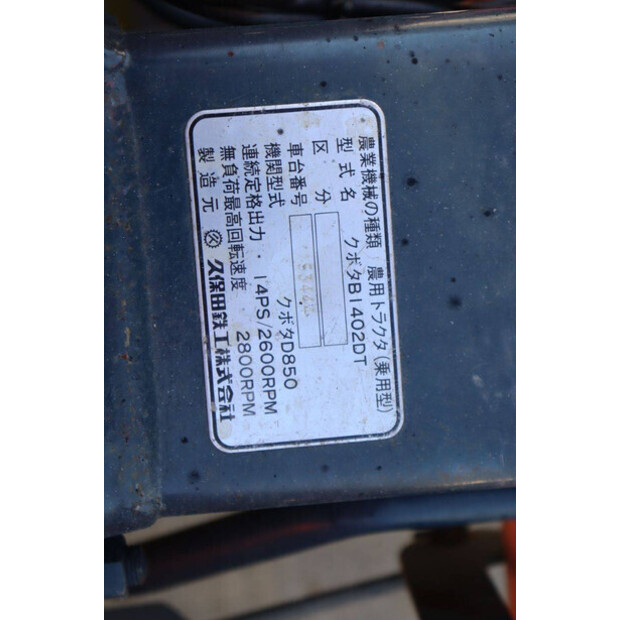 農業機械の種類 農用トラクタ(乗用型)
型式名 クボタB1402DT
区分
車台番号
機関型式 クボタD850
連続定格出力・14PS/2600RPM
無負荷最高回転速度 2800RPM
製造元 久保田鉄工株式会社